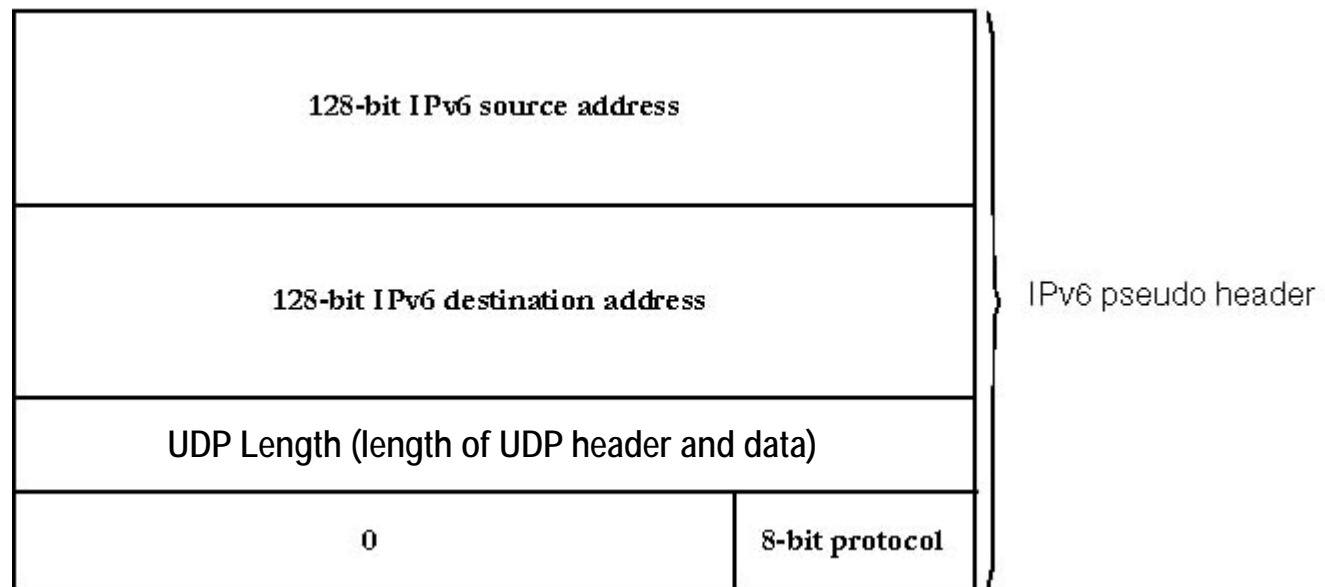 128-bit IPv6 source address
128-bit IPv6 destination address
IPv6 pseudo header
UDP Length (length of UDP header and data)
0
8-bit protocol